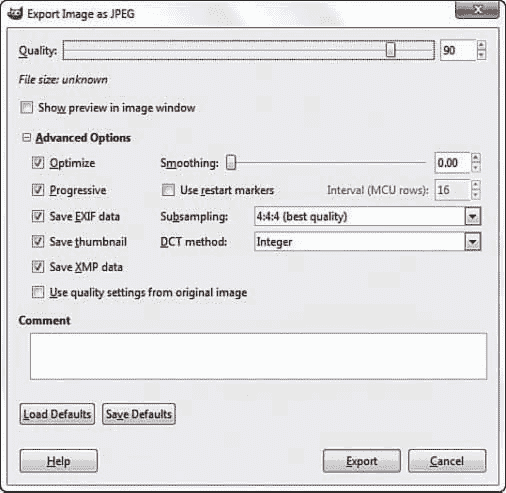 Export Image as JPEG
Quality: 90
File size: unknown
Show preview in image window
Advanced Options
Optimize Smoothing: 0.00
Progressive Use restart markers Interval (MCU rows): 16
Save EXIF data Subsampling: 4:4:4 (best quality)
Save thumbnail DCT method: Integer
Save XMP data
Use quality settings from original image
Comment
Load Defaults Save Defaults
Help Export Cancel